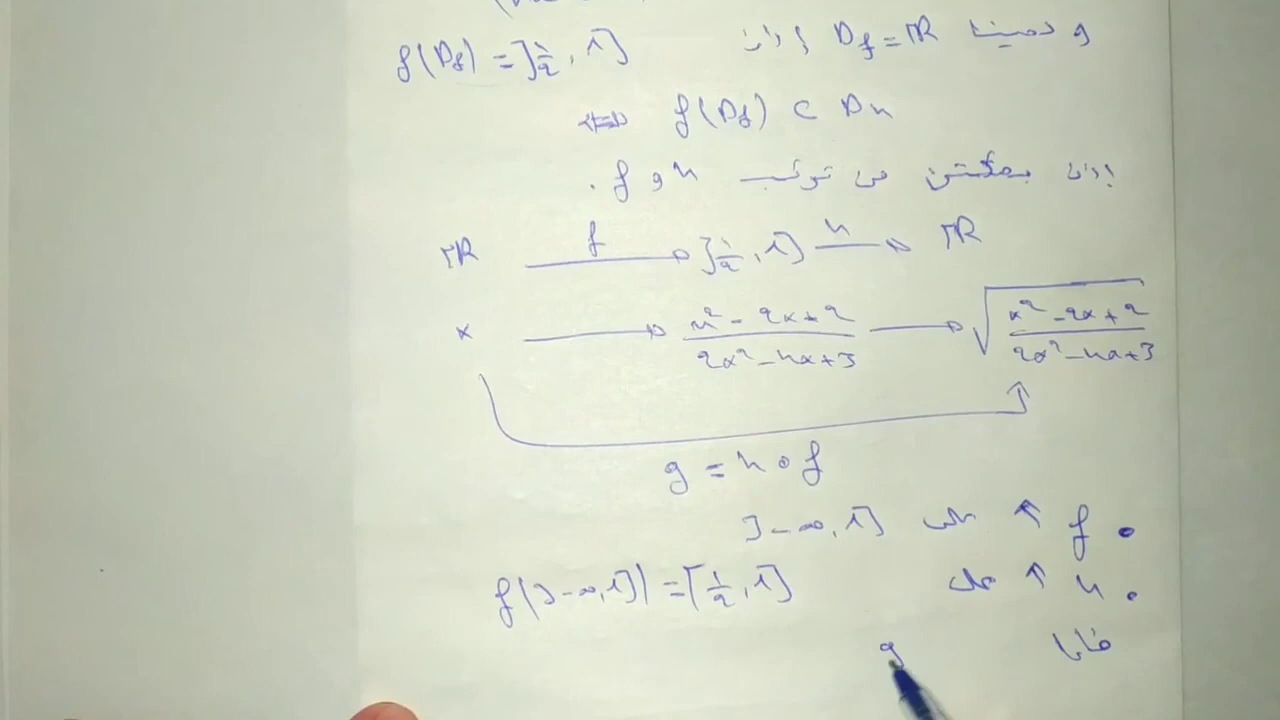 و لدينا D_f = ℝ إذن f(D_f) = ]1/2, 1]
⟺ f(D_f) ⊂ D_h
إذن يمكن من تركيب h و f.
ℝ —f→ ]1/2, 1] —h→ ℝ
x ⟶ (x² - 2x + 2)/(2x² - 4x + 3) ⟶ √((x² - 2x + 2)/(2x² - 4x + 3))
g = h ∘ f
• f ↑ على ]-∞, 1]
• h ↑ على f(]-∞, 1]) = [1/2, 1]
فإن g